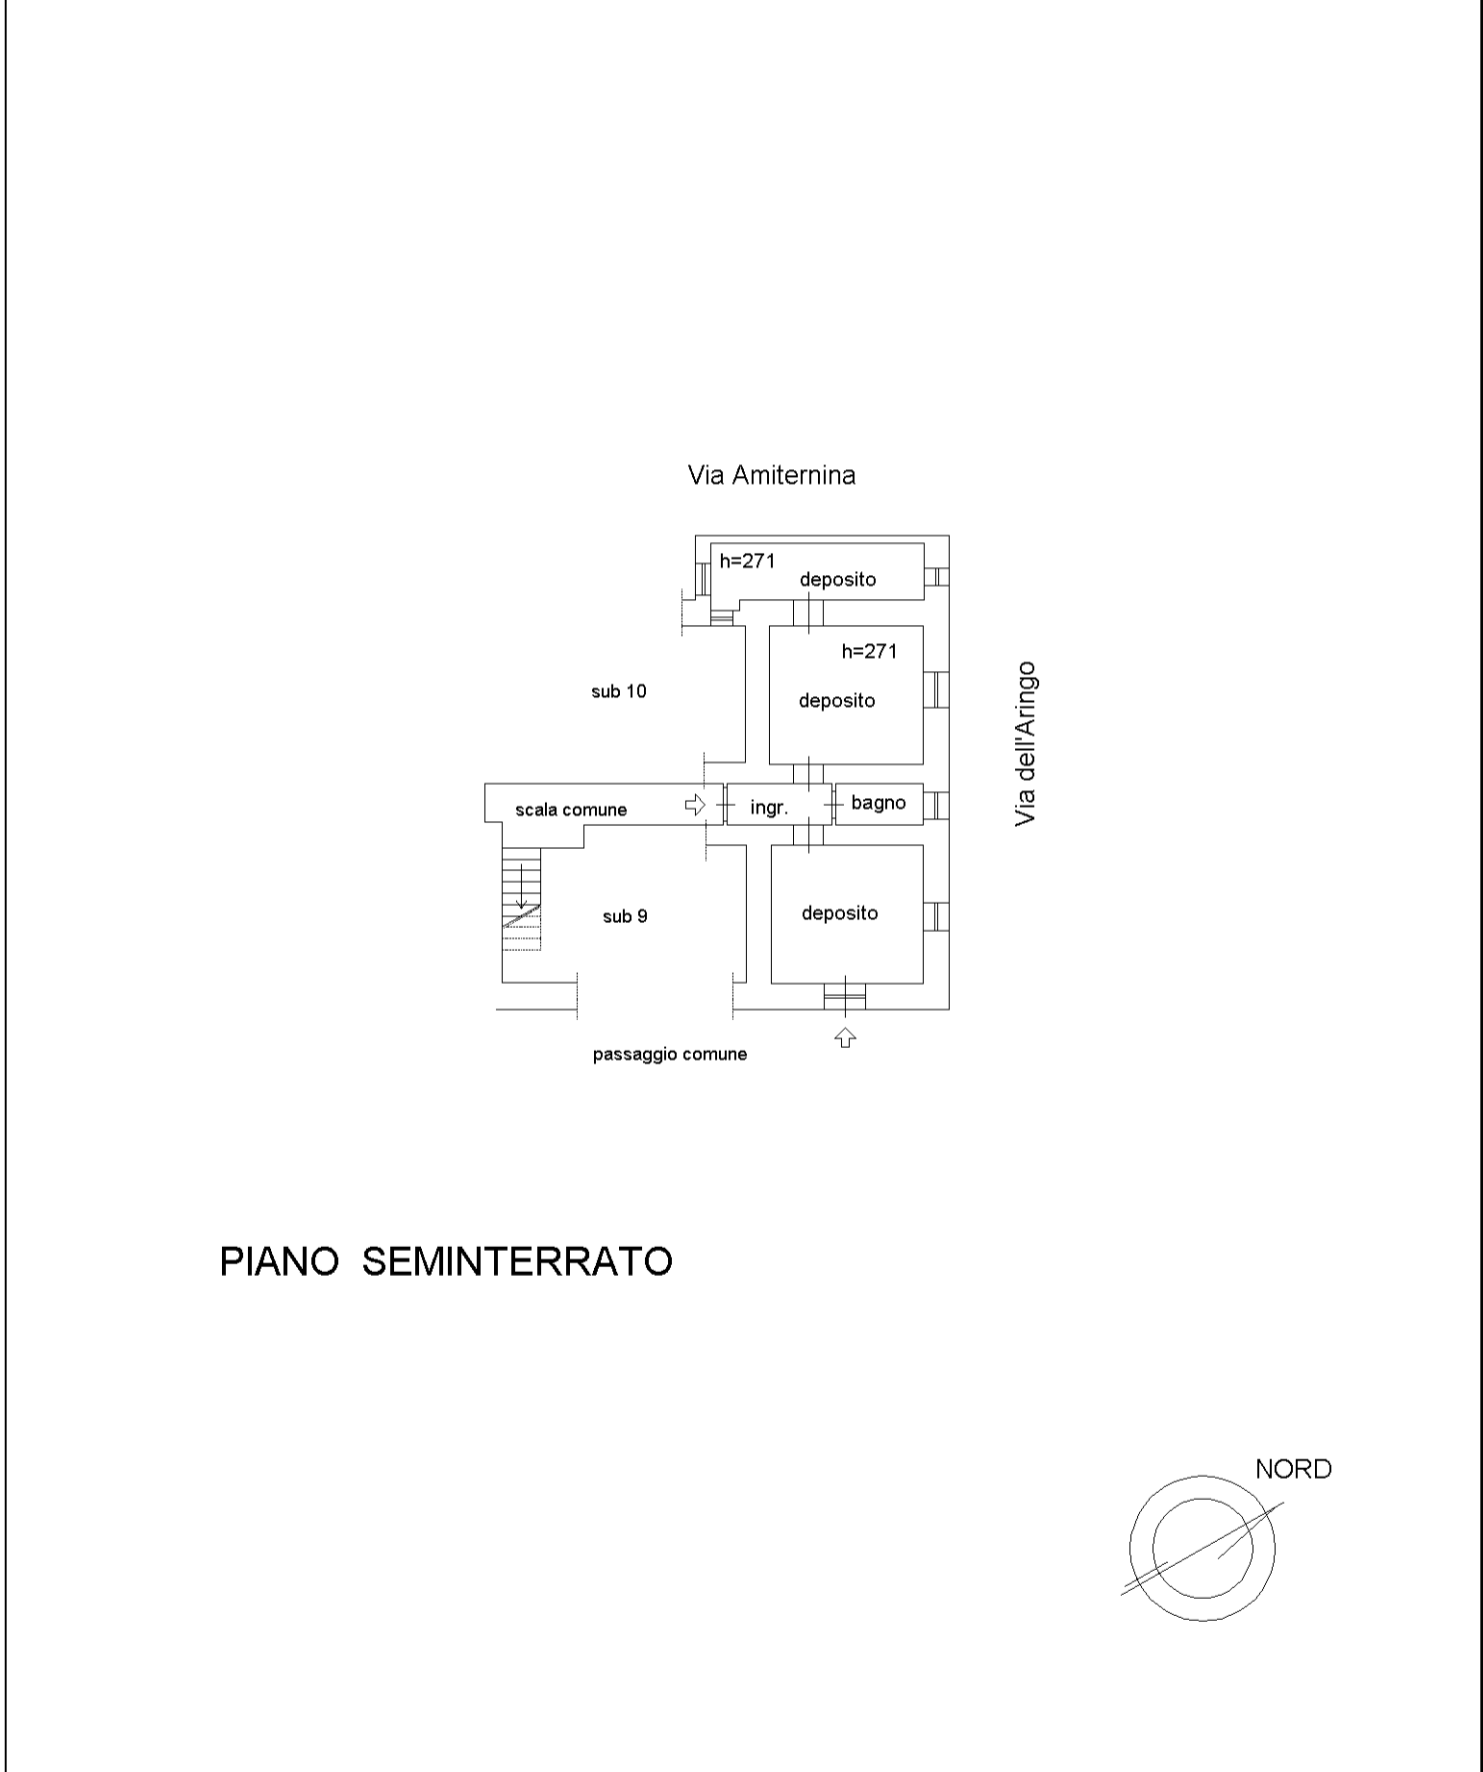 Via Amiternina
h=271
deposito
h=271
deposito
sub 10
Via dell'Aringo
scala comune
ingr.
bagno
sub 9
deposito
passaggio comune
PIANO SEMINTERRATO
NORD